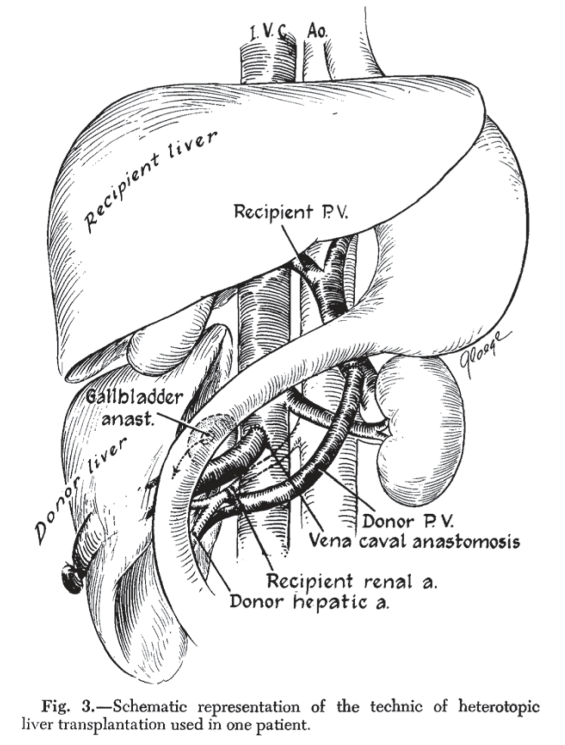 I.V.C. Ao.
Recipient liver
Recipient P.V.
Gallbladder
anast.
Donor liver
Donor P.V.
Vena caval anastomosis
Recipient renal a.
Donor hepatic a.
Fig. 3.—Schematic representation of the technic of heterotopic
liver transplantation used in one patient.